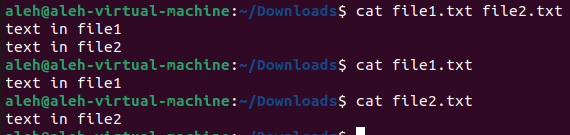 aleh@aleh-virtual-machine:~/Downloads$ cat file1.txt file2.txt
text in file1
text in file2
aleh@aleh-virtual-machine:~/Downloads$ cat file1.txt
text in file1
aleh@aleh-virtual-machine:~/Downloads$ cat file2.txt
text in file2
aleh@aleh-virtual-machine:~/Downloads$